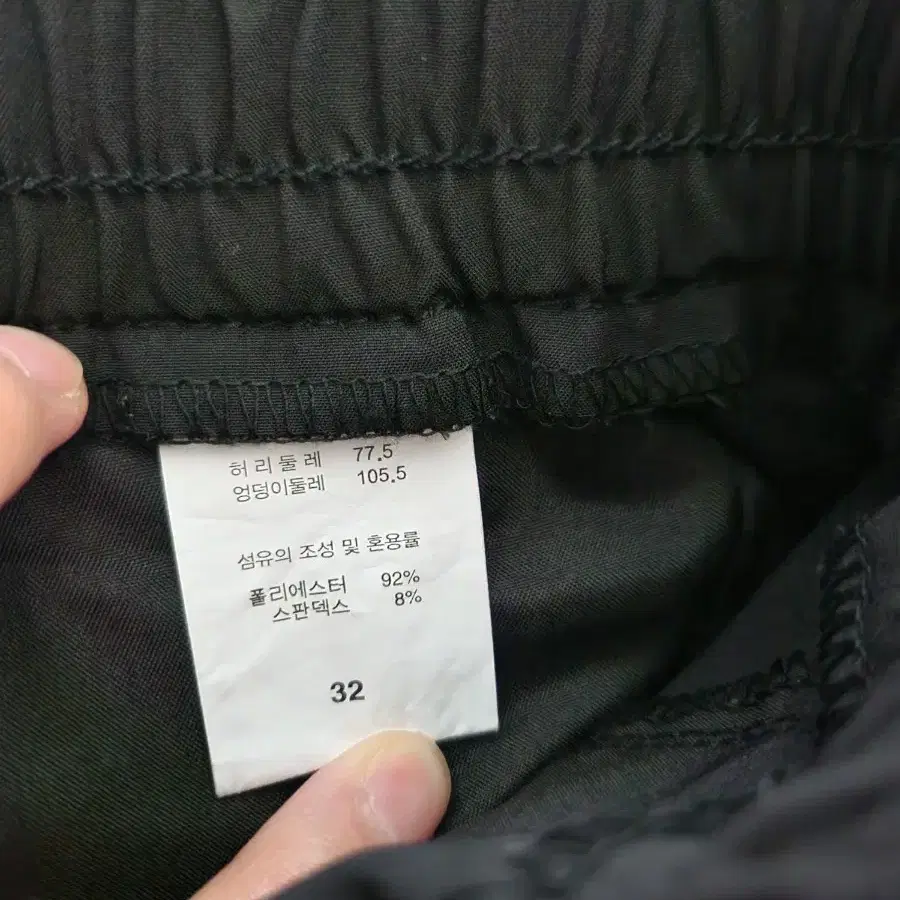 허리둘레 77.5
엉덩이둘레 105.5
섬유의 조성 및 혼용률
폴리에스터 92%
스판덱스 8%
32